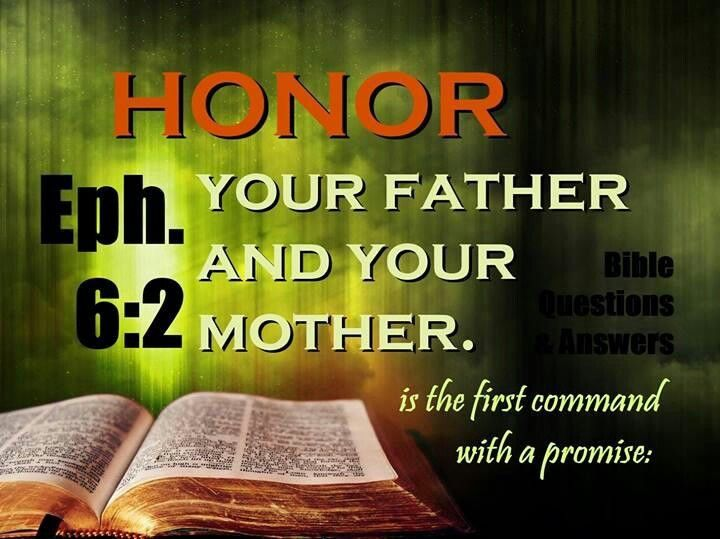 HONOR
Eph.
6:2
YOUR FATHER
AND YOUR
MOTHER.
Bible
Questions
& Answers
is the first command
with a promise: